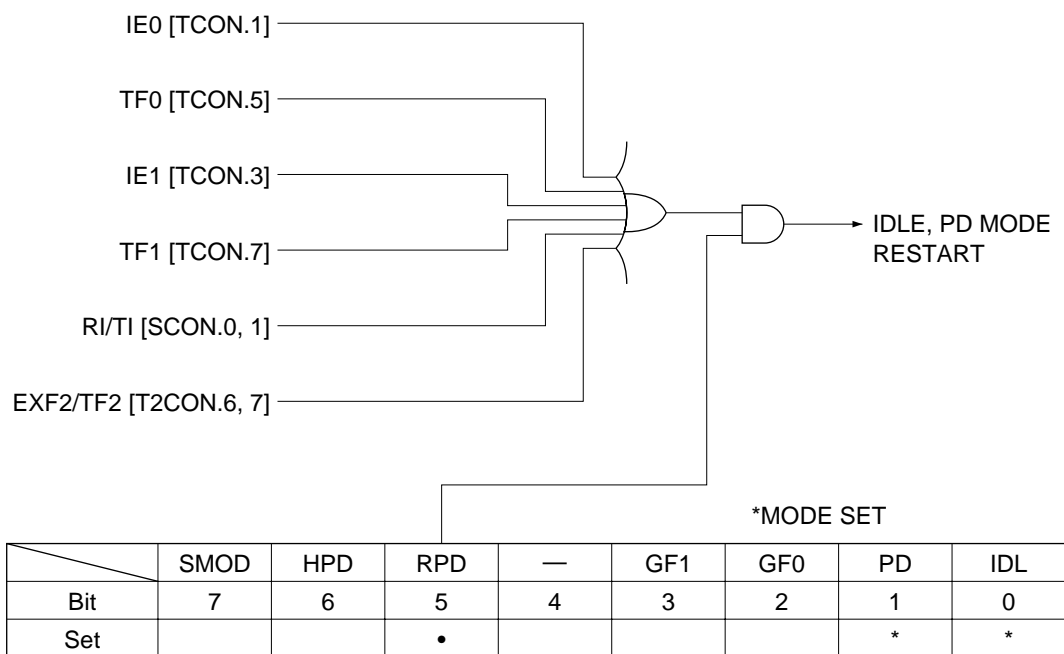 IE0 [TCON.1]
TF0 [TCON.5]
IE1 [TCON.3]
TF1 [TCON.7]
RI/TI [SCON.0, 1]
EXF2/TF2 [T2CON.6, 7]
IDLE, PD MODE
RESTART
*MODE SET
SMOD HPD RPD — GF1 GF0 PD IDL
Bit 7 6 5 4 3 2 1 0
Set • * *